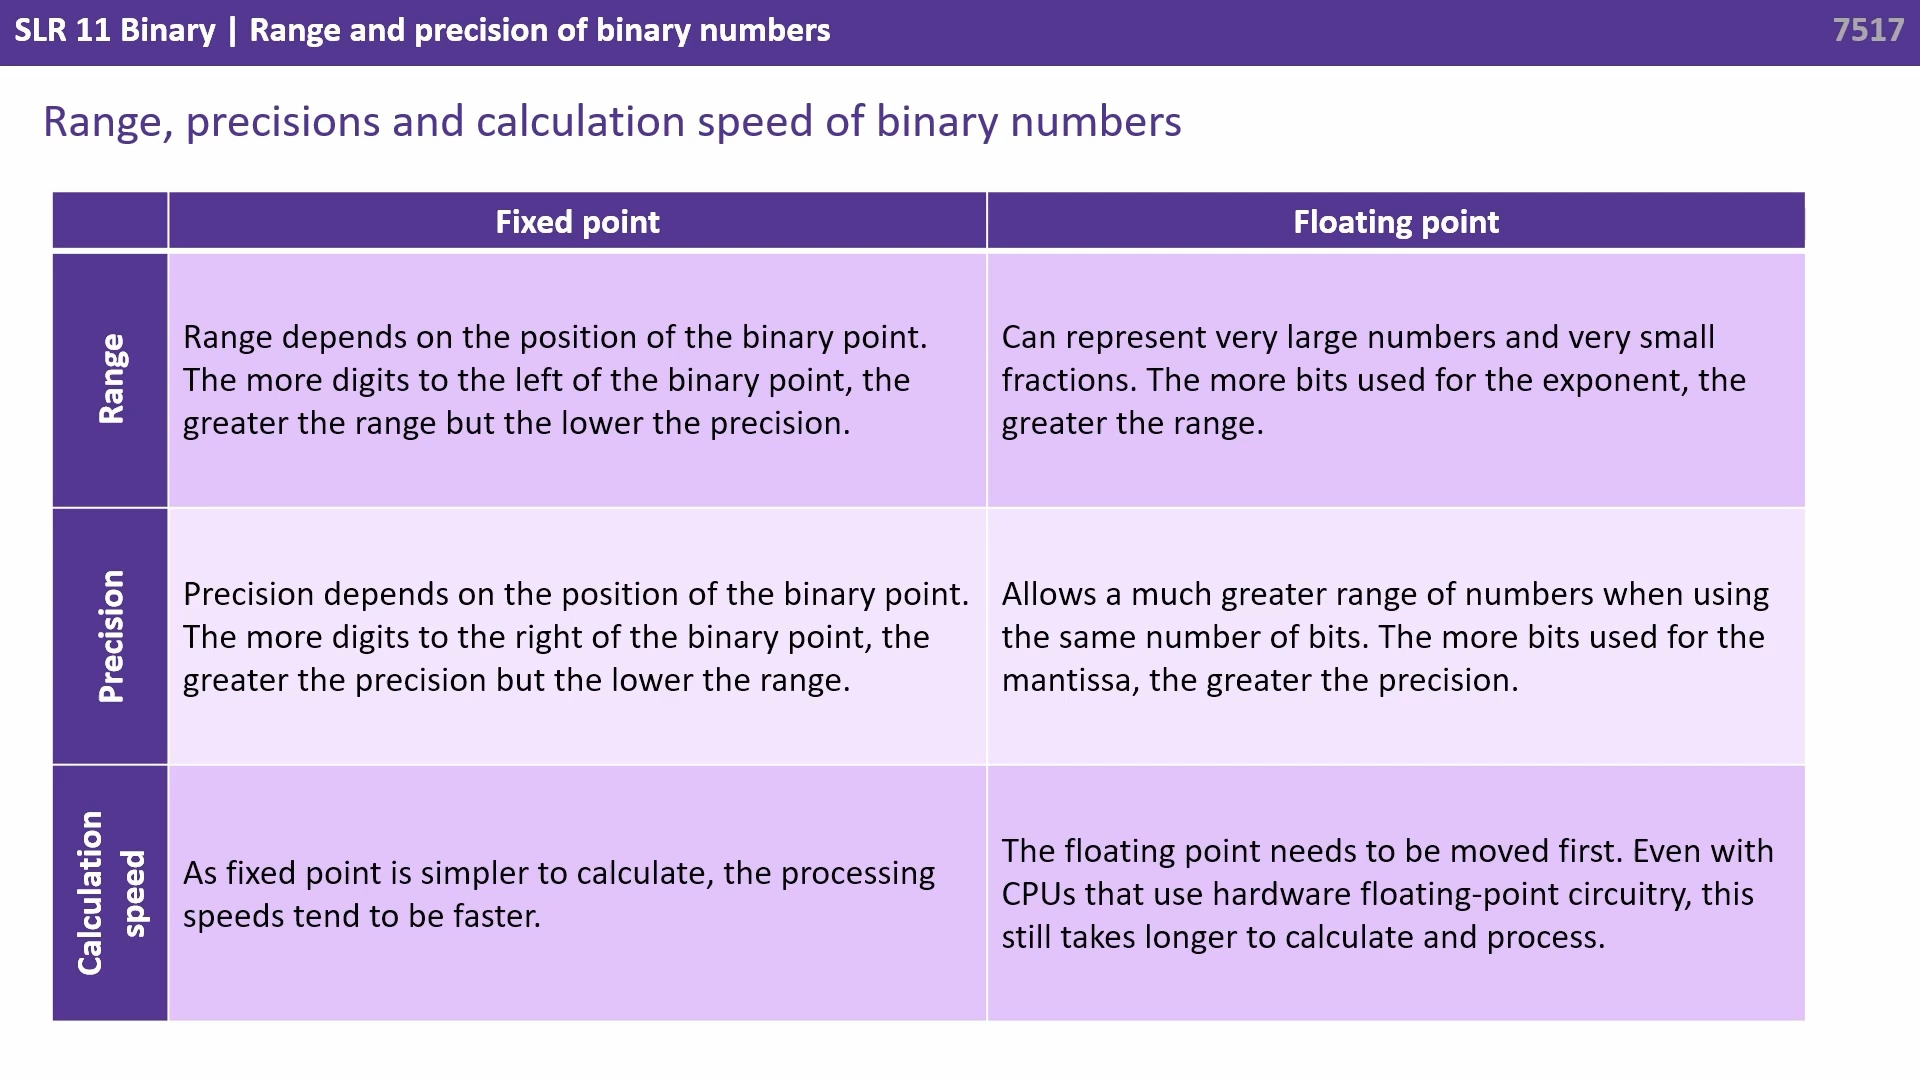 SLR 11 Binary | Range and precision of binary numbers
7517
Range, precisions and calculation speed of binary numbers
Fixed point
Floating point
Range
Range depends on the position of the binary point.
The more digits to the left of the binary point, the
greater the range but the lower the precision.
Can represent very large numbers and very small
fractions. The more bits used for the exponent, the
greater the range.
Precision
Precision depends on the position of the binary point.
The more digits to the right of the binary point, the
greater the precision but the lower the range.
Allows a much greater range of numbers when using
the same number of bits. The more bits used for the
mantissa, the greater the precision.
Calculation
speed
As fixed point is simpler to calculate, the processing
speeds tend to be faster.
The floating point needs to be moved first. Even with
CPUs that use hardware floating-point circuitry, this
still takes longer to calculate and process.